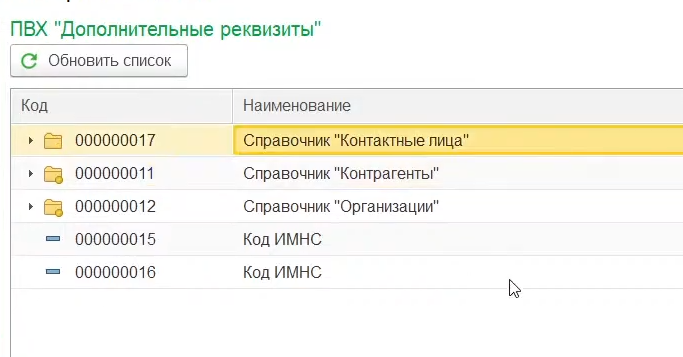 ПВХ "Дополнительные реквизиты"
Обновить список
Код Наименование
000000017 Справочник "Контактные лица"
000000011 Справочник "Контрагенты"
000000012 Справочник "Организации"
000000015 Код ИМНС
000000016 Код ИМНС